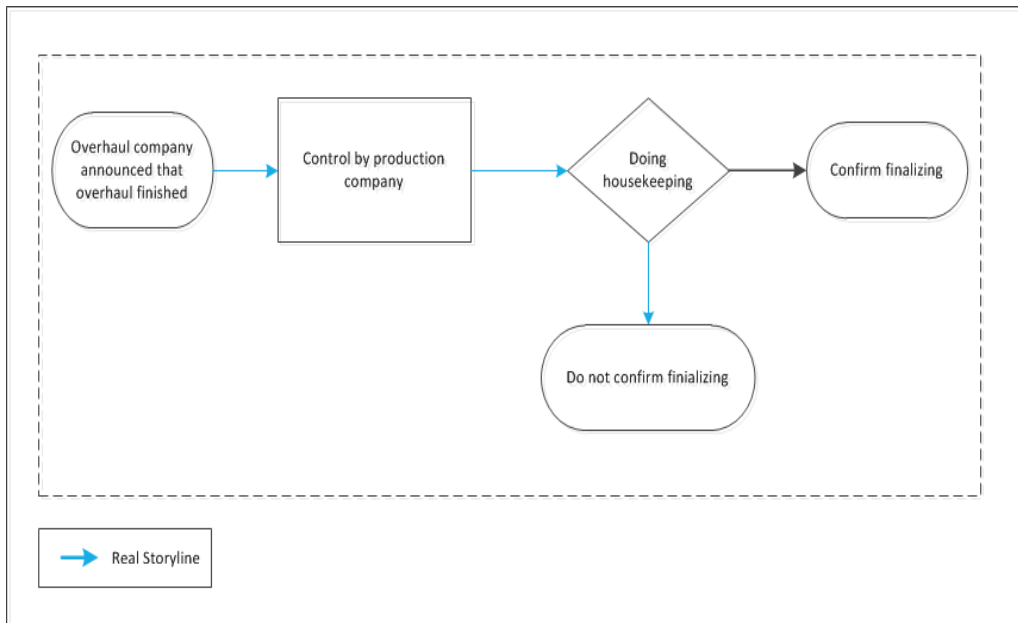 Overhaul company
announced that
overhaul finished
Control by production
company
Doing
housekeeping
Confirm finalizing
Do not confirm finializing
Real Storyline